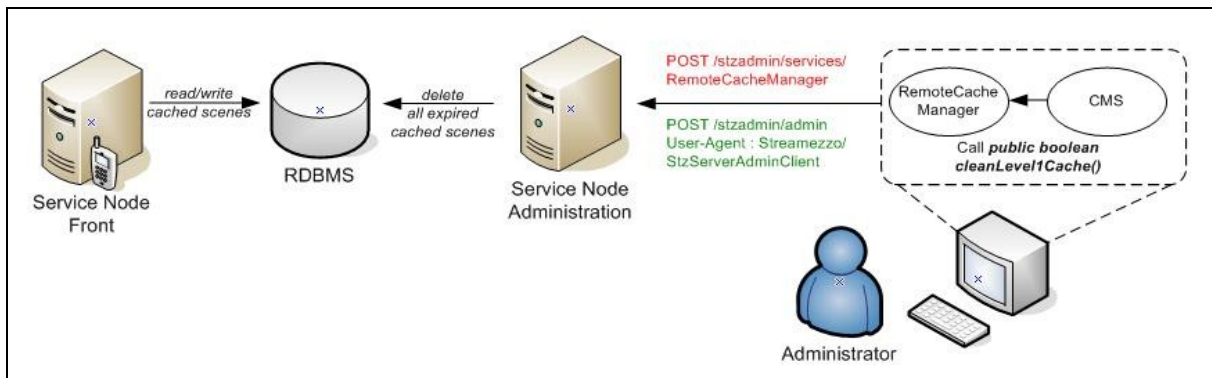 read/write
cached scenes
Service Node
Front
RDBMS
delete
all expired
cached scenes
Service Node
Administration
POST /stzadmin/services/
RemoteCacheManager
POST /stzadmin/admin
User-Agent : Streamezzo/
StzServerAdminClient
RemoteCache
Manager
CMS
Call public boolean
cleanLevel1Cache()
Administrator